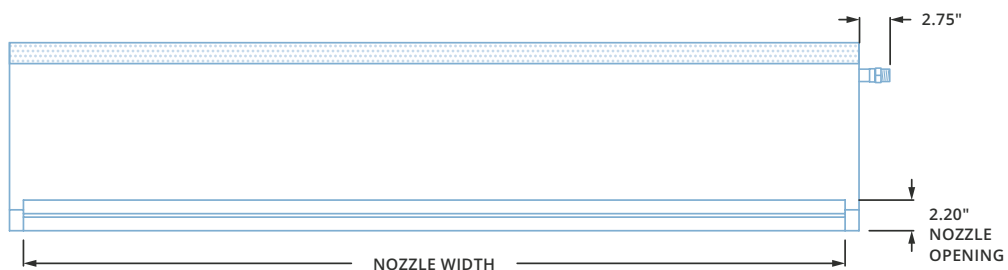 2.75"
2.20"
NOZZLE
OPENING
NOZZLE WIDTH